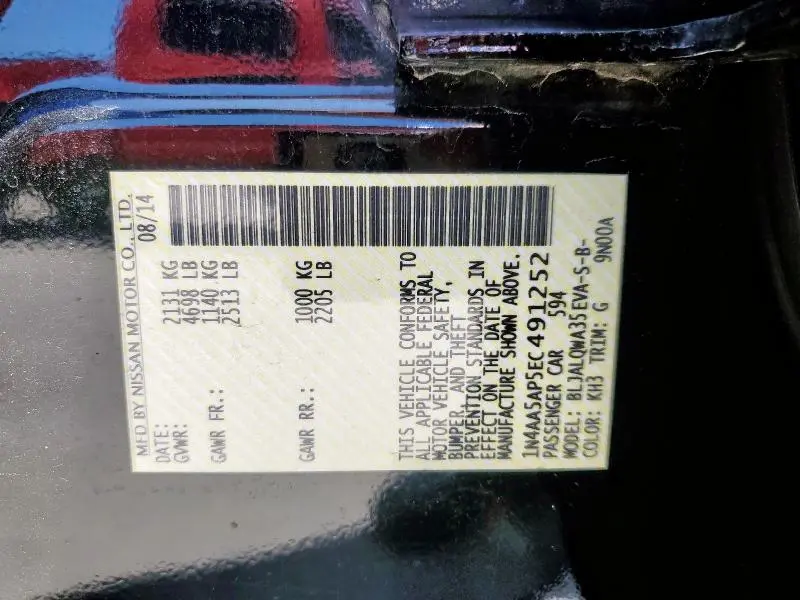 MFD BY NISSAN MOTOR CO., LTD.
DATE: 08/14
GVWR: 2131 KG
4698 LB
GAWR FR.: 1140 KG
2513 LB
GAWR RR.: 1000 KG
2205 LB
THIS VEHICLE CONFORMS TO
ALL APPLICABLE FEDERAL
MOTOR VEHICLE SAFETY,
BUMPER, AND THEFT
PREVENTION STANDARDS IN
EFFECT ON THE DATE OF
MANUFACTURE SHOWN ABOVE.
1N4AA5AP5EC491252
PASSENGER CAR 594
MODEL: BLJALQWA35EVA-S-B-
COLOR: KH3 TRIM: G 9N00A